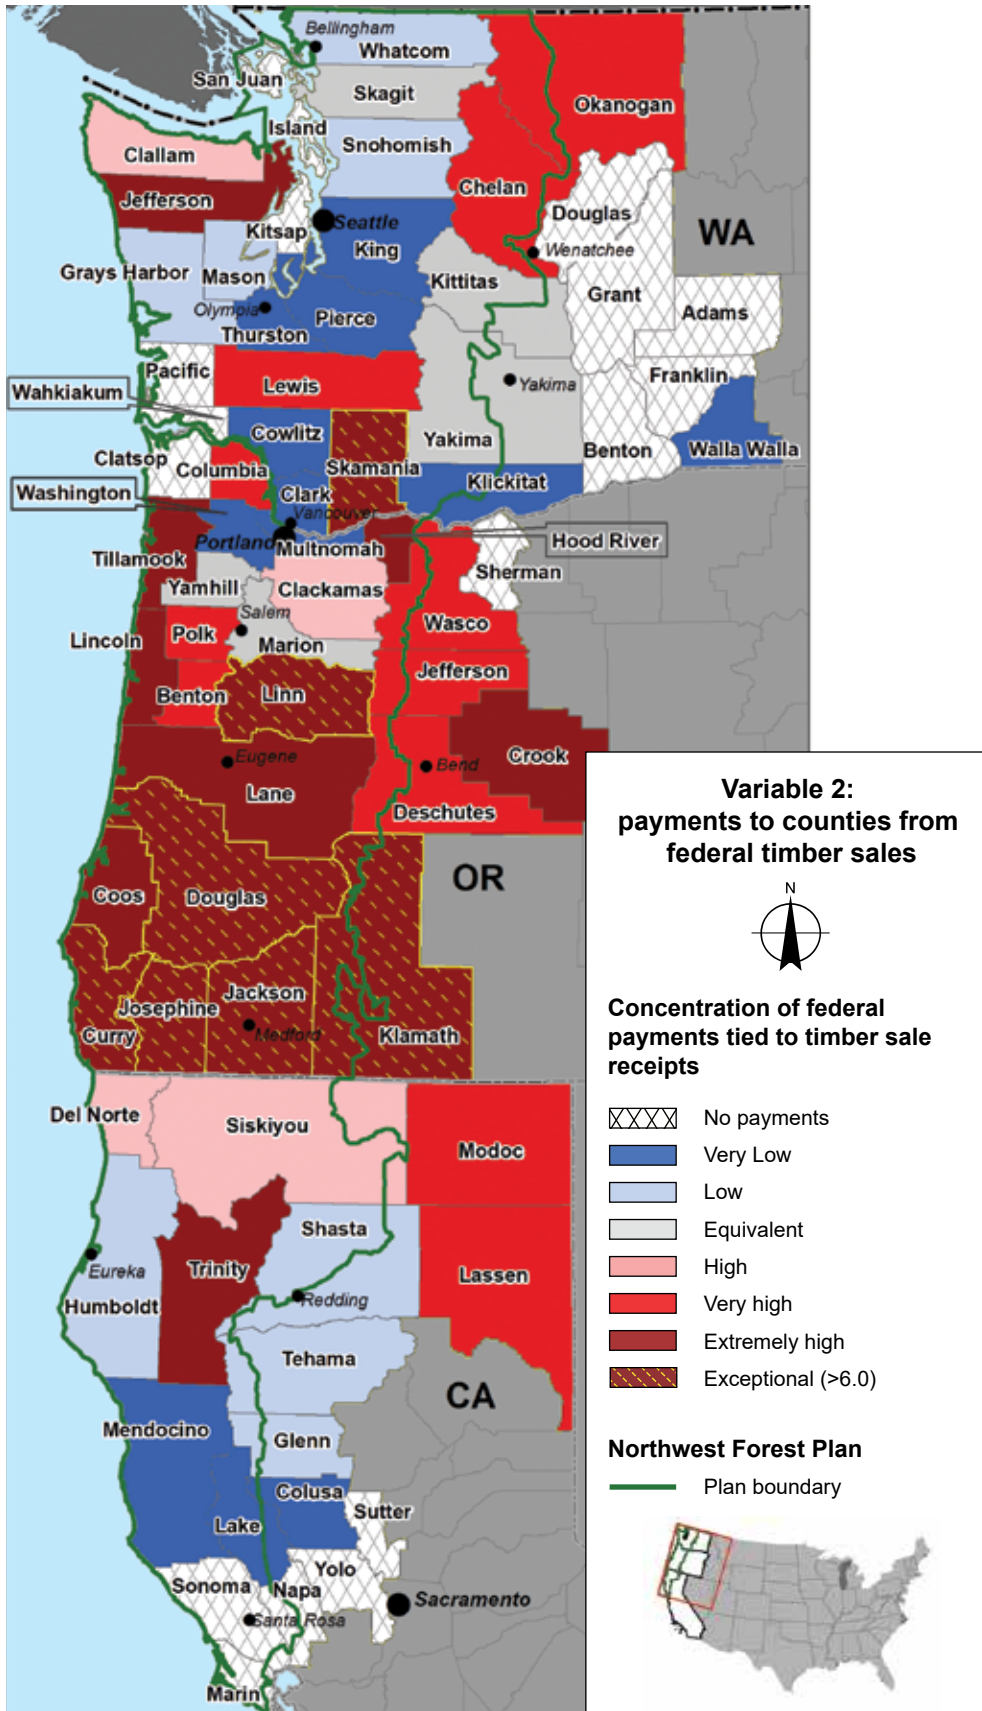 Bellingham
Whatcom
San Juan
Skagit
Okanogan
Island
Snohomish
Clallam
Chelan
Jefferson
Douglas
Seattle
WA
Kitsap
King
Wenatchee
Grays Harbor
Mason
Kittitas
Grant
Olympia
Pierce
Adams
Thurston
Pacific
Franklin
Lewis
Yakima
Wahkiakum
Cowlitz
Yakima
Benton
Walla Walla
Clatsop
Columbia
Skamania
Klickitat
Washington
Clark
Vancouver
Portland
Multnomah
Hood River
Tillamook
Sherman
Yamhill
Clackamas
Salem
Wasco
Lincoln
Polk
Marion
Jefferson
Benton
Linn
Eugene
Bend
Crook
Lane
Deschutes
OR
Coos
Douglas
Jackson
Josephine
Medford
Curry
Klamath
Del Norte
Siskiyou
Modoc
Shasta
Trinity
Lassen
Eureka
Humboldt
Redding
Tehama
CA
Mendocino
Glenn
Colusa
Sutter
Lake
Yolo
Sonoma
Napa
Sacramento
Santa Rosa
Marin
Variable 2:
payments to counties from
federal timber sales
N
Concentration of federal
payments tied to timber sale
receipts
No payments
Very Low
Low
Equivalent
High
Very high
Extremely high
Exceptional (>6.0)
Northwest Forest Plan
Plan boundary